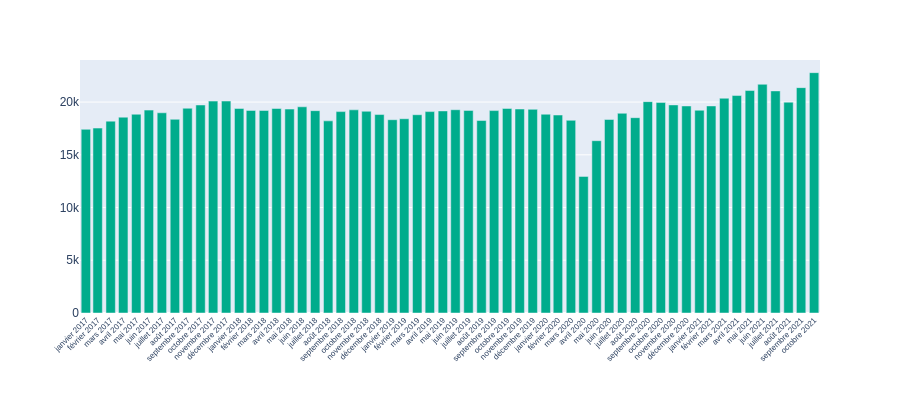 20k
15k
10k
5k
0
janvier 2017
février 2017
mars 2017
avril 2017
mai 2017
juin 2017
juillet 2017
août 2017
septembre 2017
octobre 2017
novembre 2017
décembre 2017
janvier 2018
février 2018
mars 2018
avril 2018
mai 2018
juin 2018
juillet 2018
août 2018
septembre 2018
octobre 2018
novembre 2018
décembre 2018
janvier 2019
février 2019
mars 2019
avril 2019
mai 2019
juin 2019
juillet 2019
août 2019
septembre 2019
octobre 2019
novembre 2019
décembre 2019
janvier 2020
février 2020
mars 2020
avril 2020
mai 2020
juin 2020
juillet 2020
août 2020
septembre 2020
octobre 2020
novembre 2020
décembre 2020
janvier 2021
février 2021
mars 2021
avril 2021
mai 2021
juin 2021
juillet 2021
août 2021
septembre 2021
octobre 2021